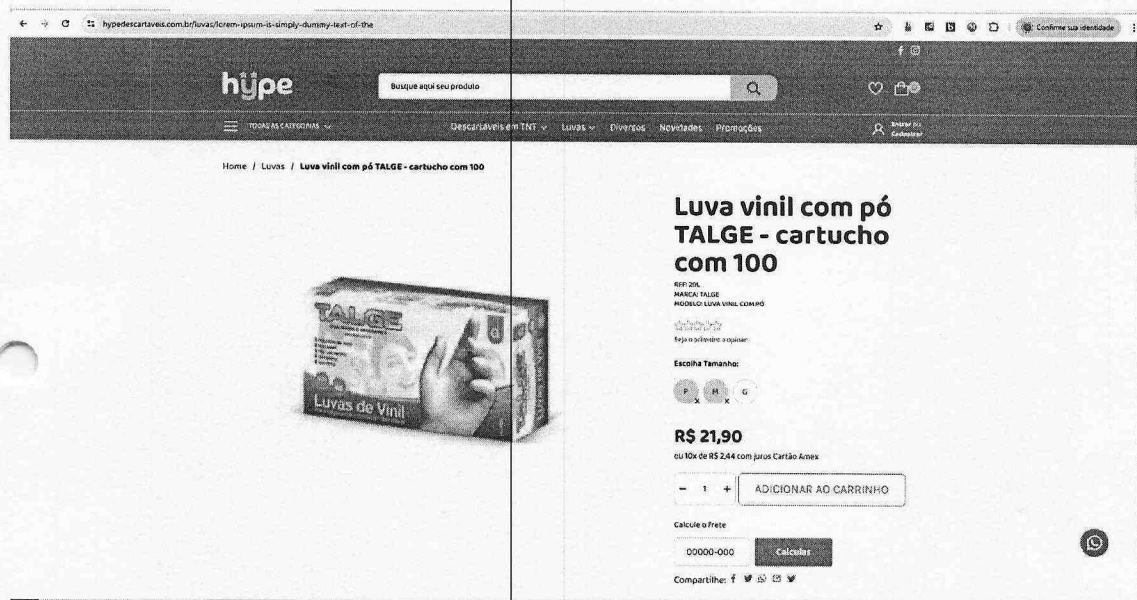 hypedescartaveis.com.br/luvas/lorem-ipsum-is-simply-dummy-text-of-the
Confirme sua identidade
hype
Busque aqui seu produto
TODAS AS CATEGORIAS
Descartáveis em TNT
Luvas
Diversos
Novidades
Promoções
Entrar ou
Cadastrar
Home / Luvas / Luva vinil com pó TALGE - cartucho com 100
Luva vinil com pó
TALGE - cartucho
com 100
REF: 20L
MARCA: TALGE
MODELO: LUVA VINIL COM PÓ
Seja o primeiro a opinar
Escolha Tamanho:
P x M x G
R$ 21,90
ou 10x de R$ 2,44 com juros Cartão Amex
- 1 + ADICIONAR AO CARRINHO
Calcule o Frete
00000-000 Calcular
Compartilhe:
TALGE
G
Luvas de Vinil
TALGE